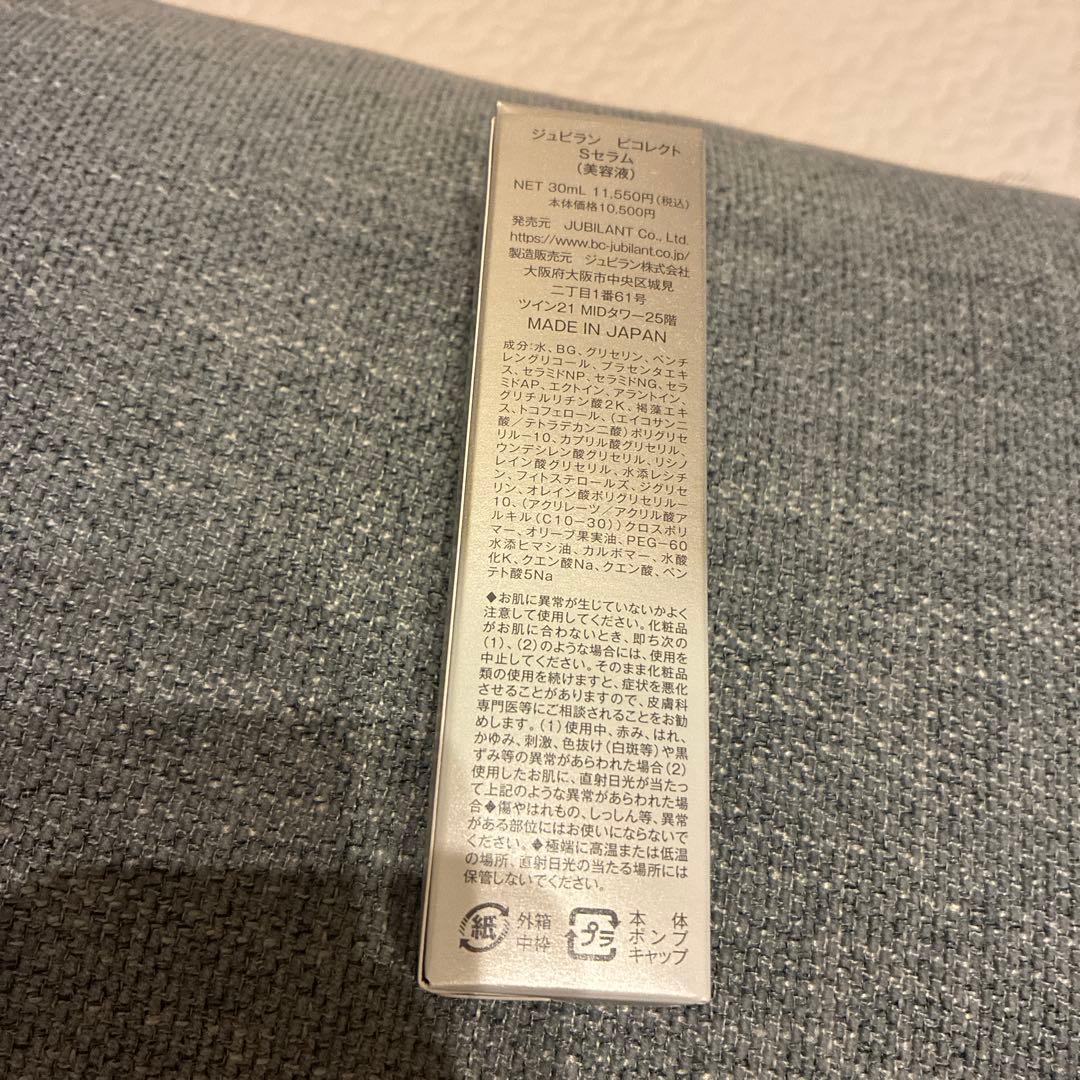 ジュビラン ピコレクト
Sセラム
(美容液)
NET 30mL 11,550円(税込)
本体価格10,500円
発売元 JUBILANT Co., Ltd.
https://www.bc-jubilant.co.jp/
製造販売元 ジュビラン株式会社
大阪府大阪市中央区城見
二丁目1番61号
ツイン21 MIDタワー25階
MADE IN JAPAN
成分:水、BG、グリセリン、ペンチ
レングリコール、プラセンタエキ
ス、セラミドNP、セラミドNG、セラ
ミドAP、エクトイン、アラントイン、
グリチルリチン酸2K、褐藻エキ
ス、トコフェロール、(エイコサン二
酸/テトラデカン二酸)ポリグリセ
リル-10、カプリル酸グリセリル、
ウンデシレン酸グリセリル、リシノ
レイン酸グリセリル、水添レシチ
ン、フィトステロールズ、ジグリセ
リン、オレイン酸ポリグリセリル-
10、(アクリレーツ/アクリル酸ア
ルキル(C10-30))クロスポリ
マー、オリーブ果実油、PEG-60
水添ヒマシ油、カルボマー、水酸
化K、クエン酸Na、クエン酸、ペン
テト酸5Na
◆お肌に異常が生じていないかよく
注意して使用してください。化粧品
がお肌に合わないとき、即ち次の
(1)、(2)のような場合には、使用を
中止してください。そのまま化粧品
類の使用を続けますと、症状を悪化
させることがありますので、皮膚科
専門医等にご相談されることをお勧
めします。(1)使用中、赤み、はれ、
かゆみ、刺激、色抜け(白斑等)や黒
ずみ等の異常があらわれた場合(2)
使用したお肌に、直射日光が当たっ
て上記のような異常があらわれた場
合◆傷やはれもの、しっしん等、異常
がある部位にはお使いにならないで
ください。◆極端に高温または低温
の場所、直射日光の当たる場所には
保管しないでください。
紙 外箱 中枠
プラ 本体 ポンプ キャップ